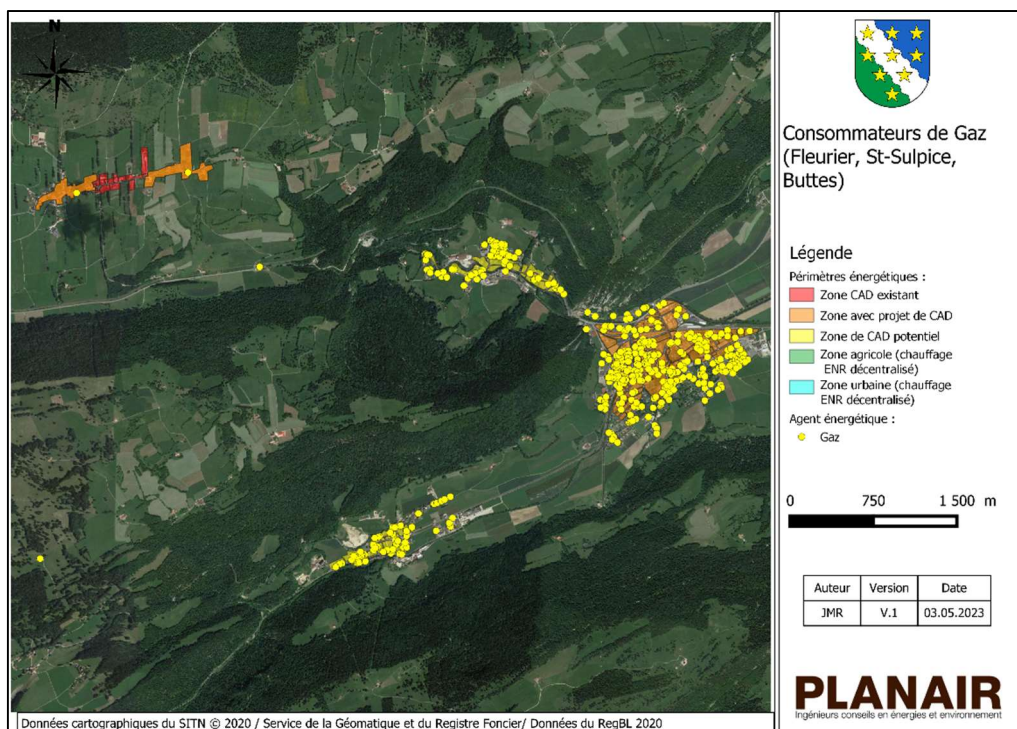 N
Consommateurs de Gaz
(Fleurier, St-Sulpice,
Buttes)
Légende
Périmètres énergétiques :
Zone CAD existant
Zone avec projet de CAD
Zone de CAD potentiel
Zone agricole (chauffage
ENR décentralisé)
Zone urbaine (chauffage
ENR décentralisé)
Agent énergétique :
Gaz
0 750 1 500 m
Auteur Version Date
JMR V.1 03.05.2023
PLANAIR
Ingénieurs conseils en énergies et environnement
Données cartographiques du SITN © 2020 / Service de la Géomatique et du Registre Foncier/ Données du RegBL 2020